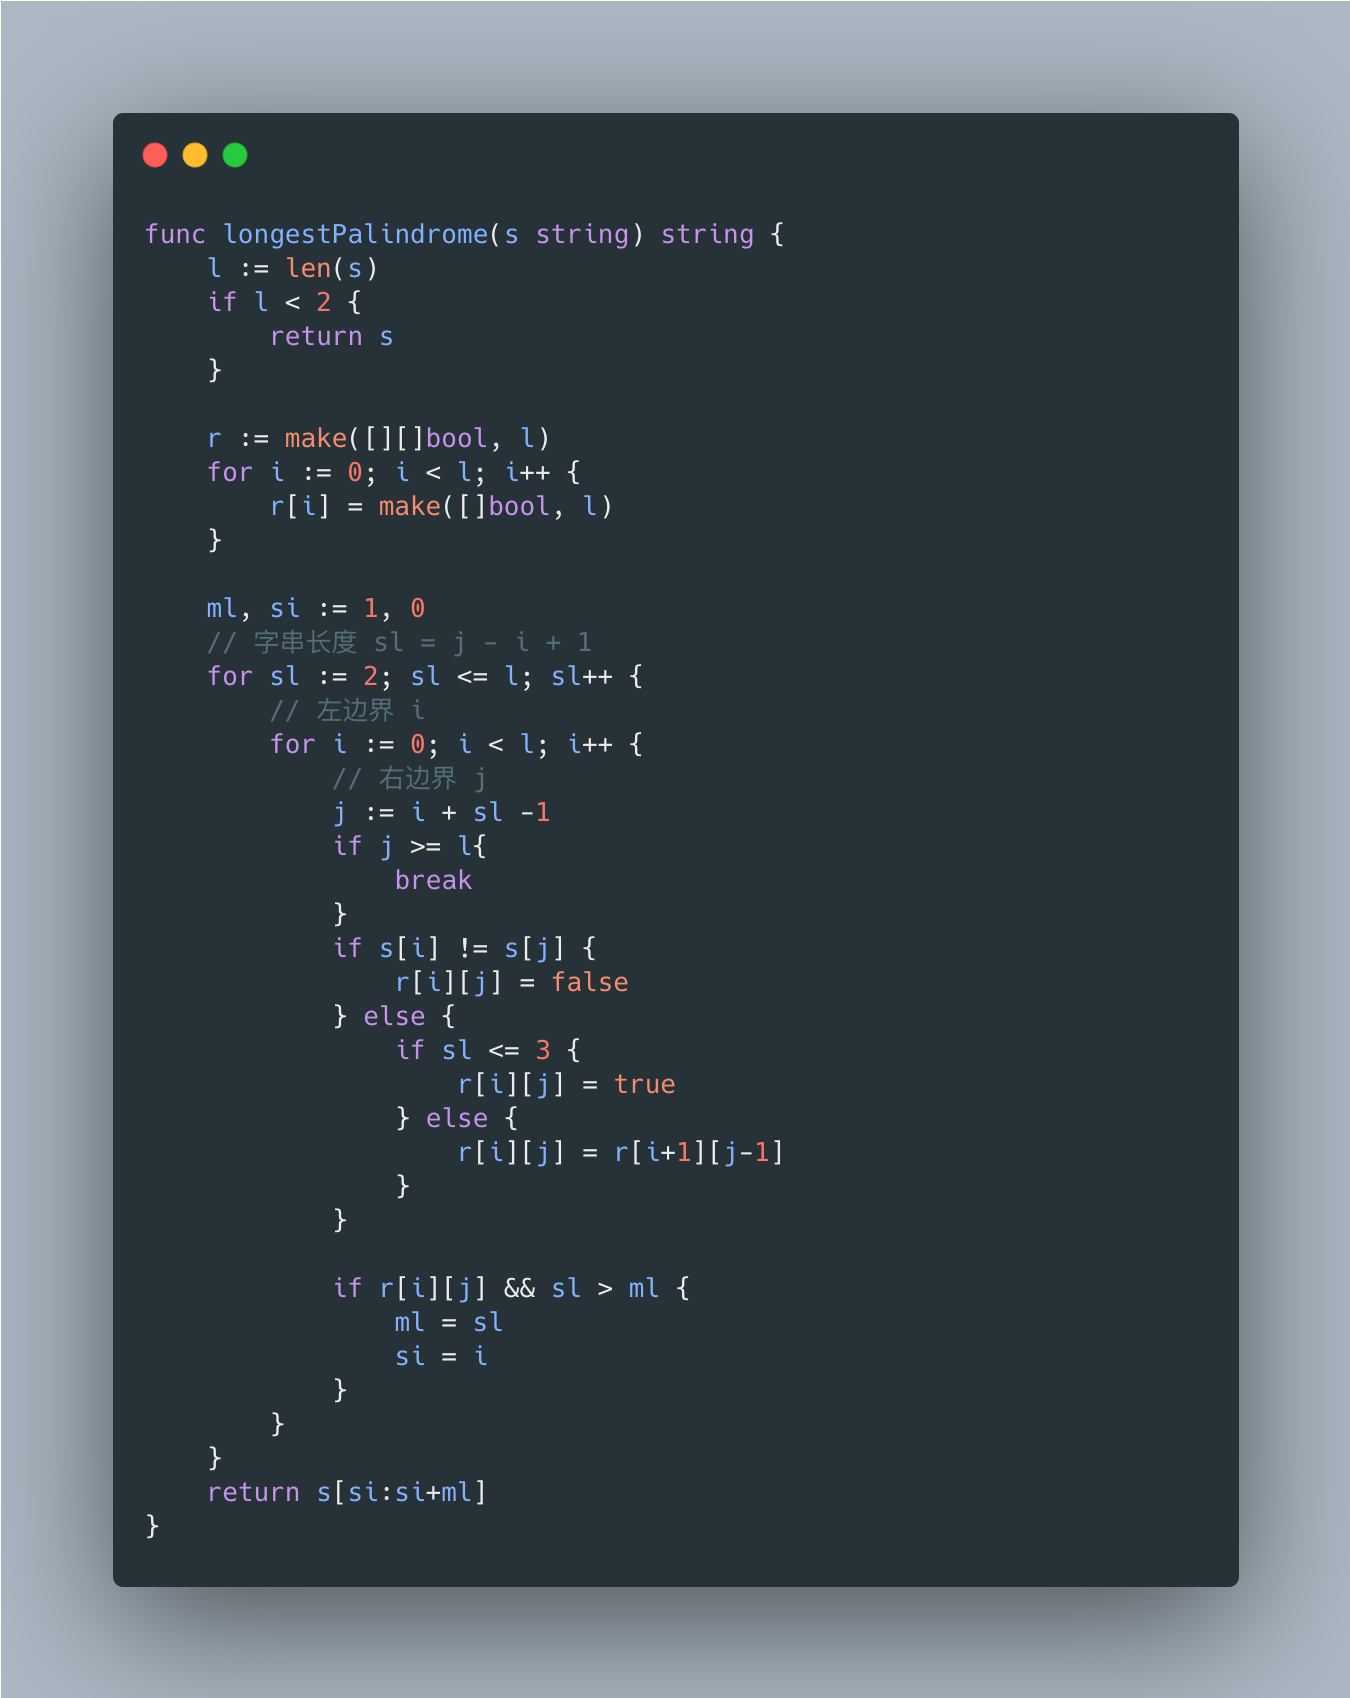 func longestPalindrome(s string) string {
    l := len(s)
    if l < 2 {
        return s
    }

    r := make([][]bool, l)
    for i := 0; i < l; i++ {
        r[i] = make([]bool, l)
    }

    ml, si := 1, 0
    // 字串长度 sl = j - i + 1
    for sl := 2; sl <= l; sl++ {
        // 左边界 i
        for i := 0; i < l; i++ {
            // 右边界 j
            j := i + sl -1
            if j >= l{
                break
            }
            if s[i] != s[j] {
                r[i][j] = false
            } else {
                if sl <= 3 {
                    r[i][j] = true
                } else {
                    r[i][j] = r[i+1][j-1]
                }
            }

            if r[i][j] && sl > ml {
                ml = sl
                si = i
            }
        }
    }
    return s[si:si+ml]
}